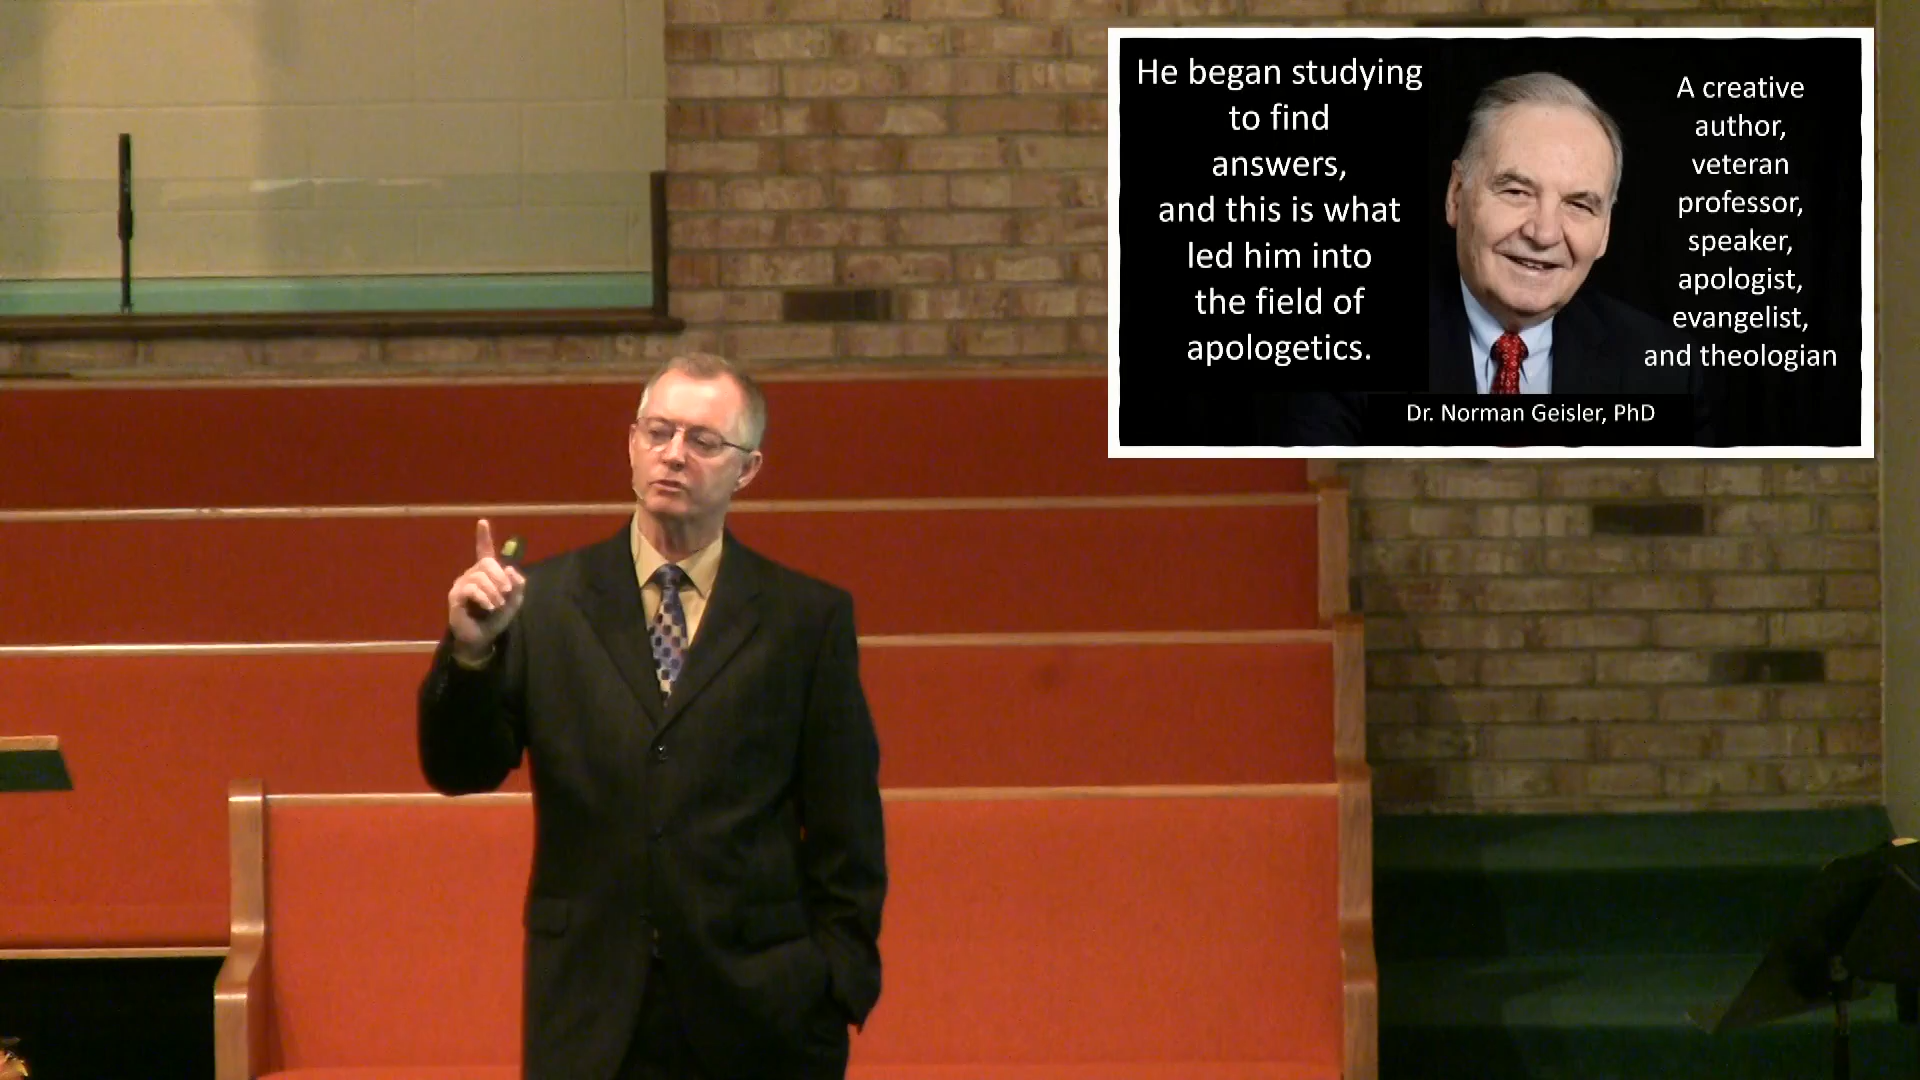 He began studying
to find
answers,
and this is what
led him into
the field of
apologetics.
A creative
author,
veteran
professor,
speaker,
apologist,
evangelist,
and theologian
Dr. Norman Geisler, PhD